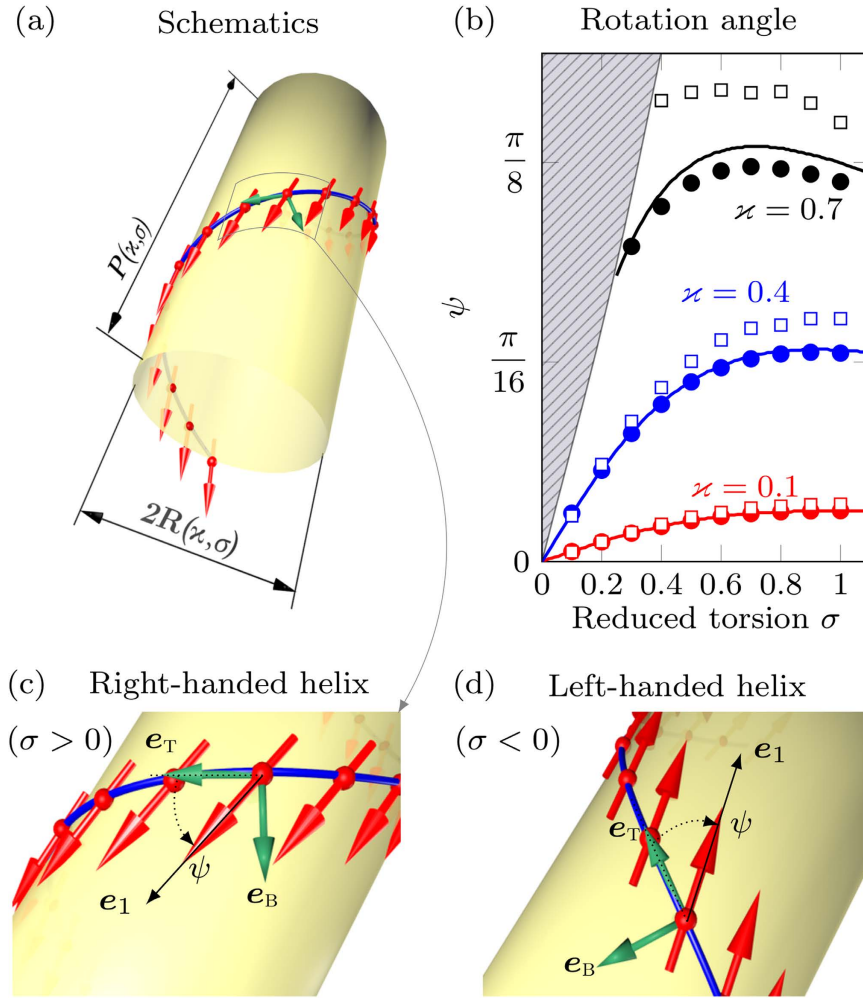 (a) Schematics
P(ϰ,σ)
2R(ϰ,σ)
(b) Rotation angle
ψ
π/8
π/16
0
ϰ = 0.7
ϰ = 0.4
ϰ = 0.1
0 0.2 0.4 0.6 0.8 1
Reduced torsion σ
(c) Right-handed helix
(σ > 0)
e_T
ψ
e_1
e_B
(d) Left-handed helix
(σ < 0)
e_1
e_T
ψ
e_B